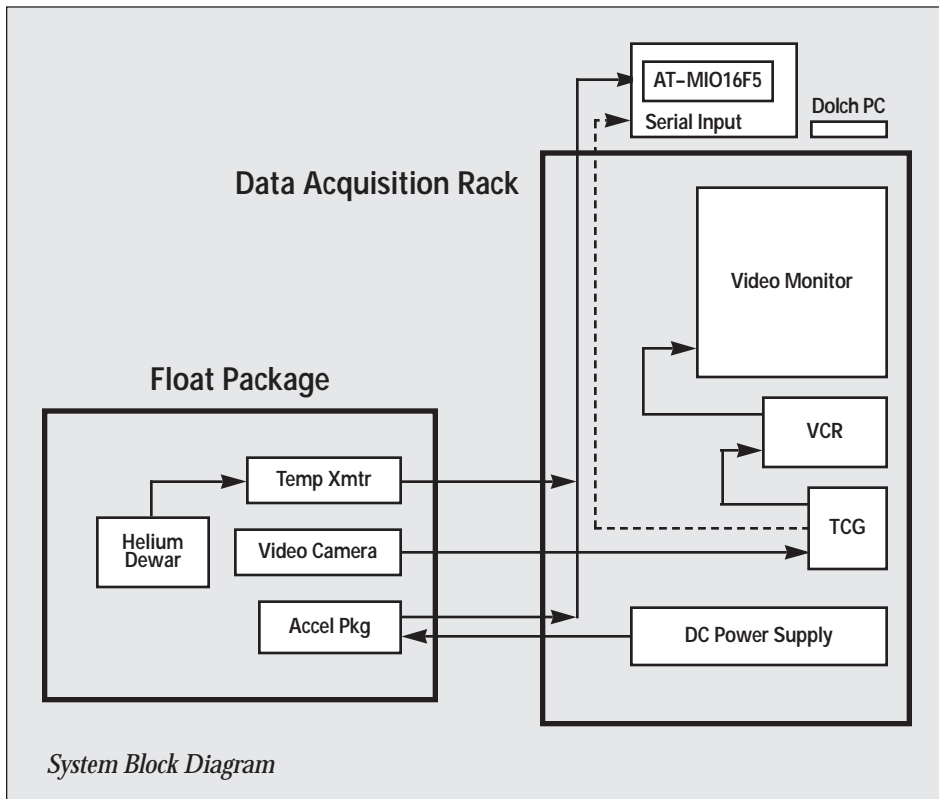 AT-MIO16F5
Serial Input
Dolch PC
Data Acquisition Rack
Video Monitor
Float Package
VCR
Temp Xmtr
TCG
Helium
Dewar
Video Camera
Accel Pkg
DC Power Supply
System Block Diagram